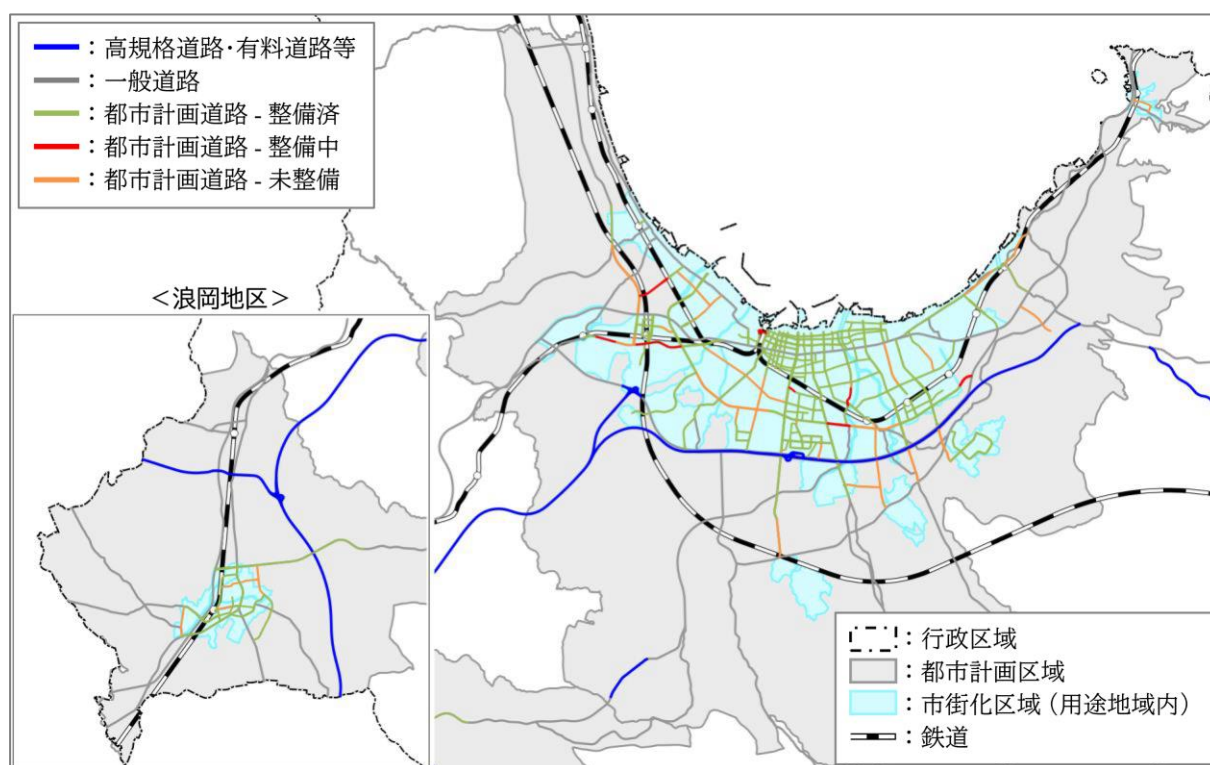 ：高規格道路・有料道路等
：一般道路
：都市計画道路 - 整備済
：都市計画道路 - 整備中
：都市計画道路 - 未整備
＜浪岡地区＞
：行政区域
：都市計画区域
：市街化区域（用途地域内）
：鉄道